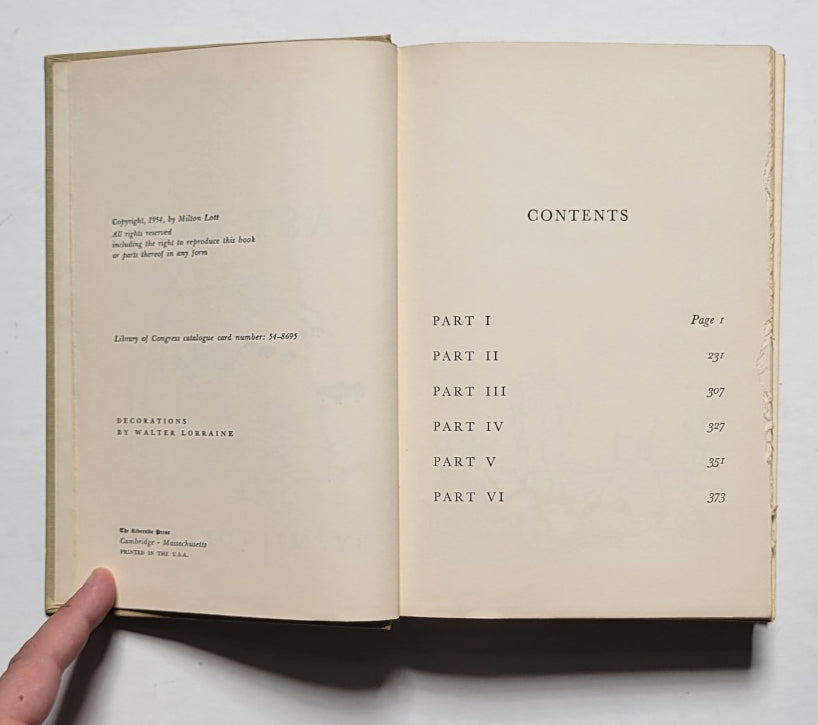 Copyright, 1954, by Milton Lott
All rights reserved
including the right to reproduce this book
or parts thereof in any form
Library of Congress catalogue card number: 54-8695
DECORATIONS
BY WALTER LORRAINE
The Riverside Press
Cambridge - Massachusetts
PRINTED IN THE U.S.A.
CONTENTS
PART I Page 1
PART II 231
PART III 307
PART IV 327
PART V 351
PART VI 373